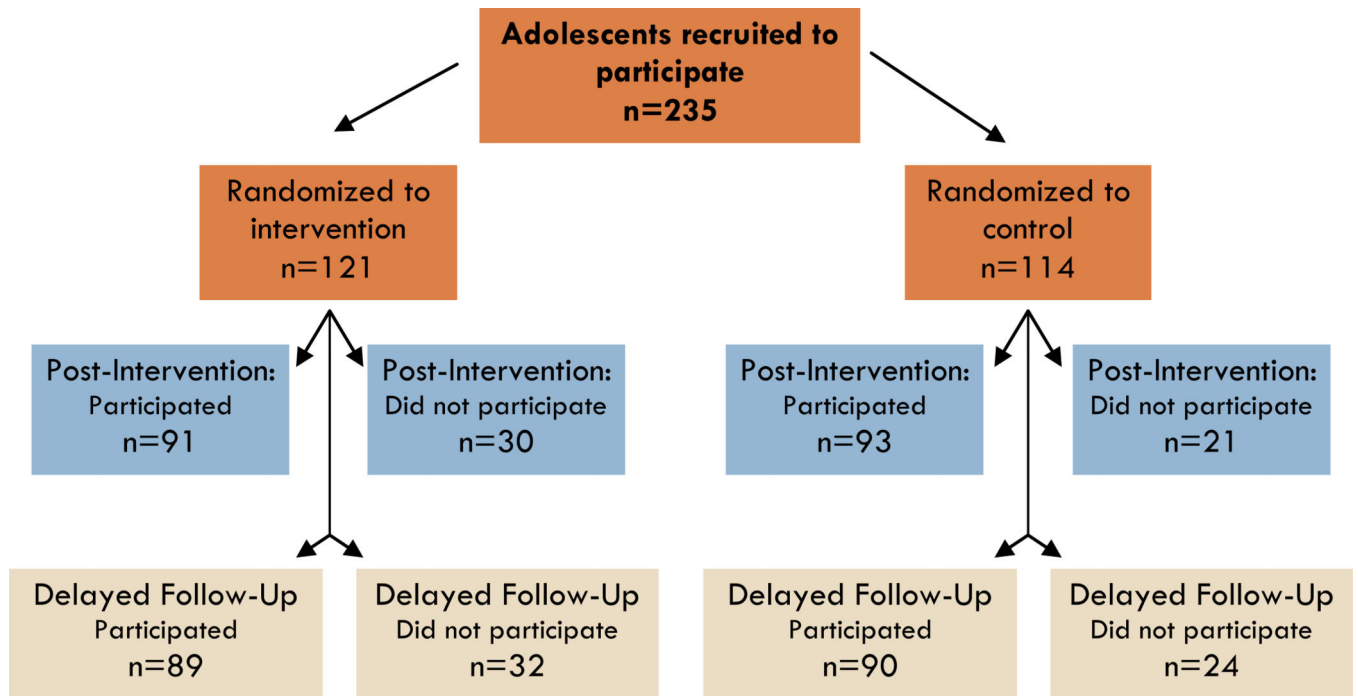 Adolescents recruited to
participate
n=235
Randomized to
intervention
n=121
Randomized to
control
n=114
Post-Intervention:
Participated
n=91
Post-Intervention:
Did not participate
n=30
Post-Intervention:
Participated
n=93
Post-Intervention:
Did not participate
n=21
Delayed Follow-Up
Participated
n=89
Delayed Follow-Up
Did not participate
n=32
Delayed Follow-Up
Participated
n=90
Delayed Follow-Up
Did not participate
n=24